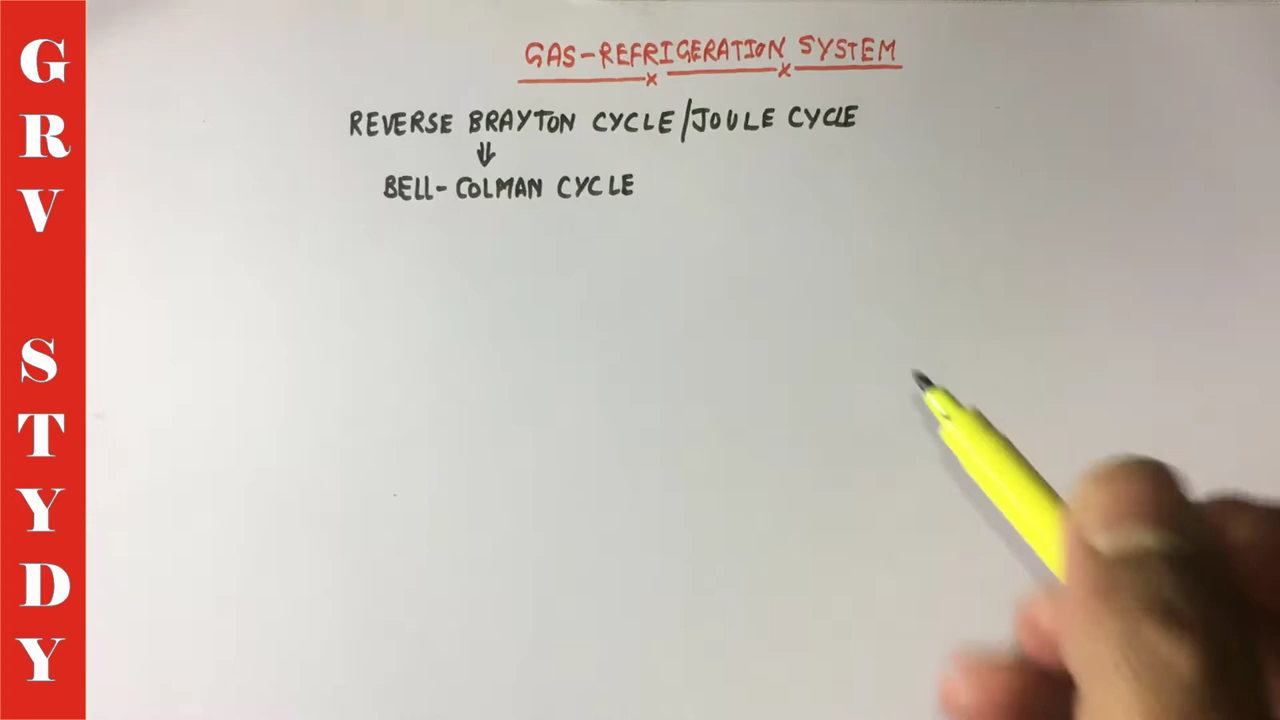 GRV STYDY
GAS-REFRIGERATION SYSTEM
REVERSE BRAYTON CYCLE/JOULE CYCLE
⇓
BELL-COLMAN CYCLE